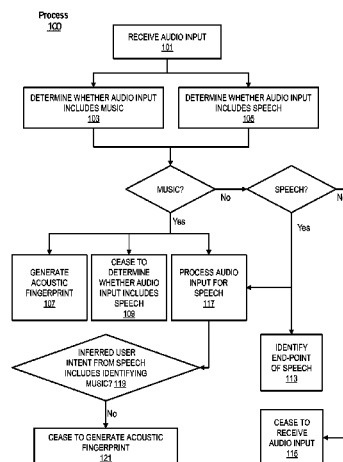 Process
100
RECEIVE AUDIO INPUT
101
DETERMINE WHETHER AUDIO INPUT
INCLUDES MUSIC
103
DETERMINE WHETHER AUDIO INPUT
INCLUDES SPEECH
105
MUSIC?
No
SPEECH?
No
Yes
Yes
GENERATE
ACOUSTIC
FINGERPRINT
107
CEASE TO
DETERMINE
WHETHER AUDIO
INPUT INCLUDES
SPEECH
109
PROCESS AUDIO
INPUT FOR
SPEECH
117
INFERRED USER
INTENT FROM SPEECH
INCLUDES IDENTIFYING
MUSIC? 119
IDENTIFY
END-POINT
OF SPEECH
113
No
CEASE TO GENERATE ACOUSTIC
FINGERPRINT
121
CEASE TO
RECEIVE
AUDIO INPUT
115